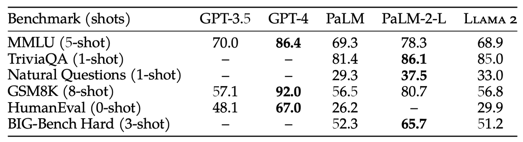 Benchmark (shots) GPT-3.5 GPT-4 PaLM PaLM-2-L LLAMA 2
MMLU (5-shot) 70.0 86.4 69.3 78.3 68.9
TriviaQA (1-shot) – – 81.4 86.1 85.0
Natural Questions (1-shot) – – 29.3 37.5 33.0
GSM8K (8-shot) 57.1 92.0 56.5 80.7 56.8
HumanEval (0-shot) 48.1 67.0 26.2 – 29.9
BIG-Bench Hard (3-shot) – – 52.3 65.7 51.2